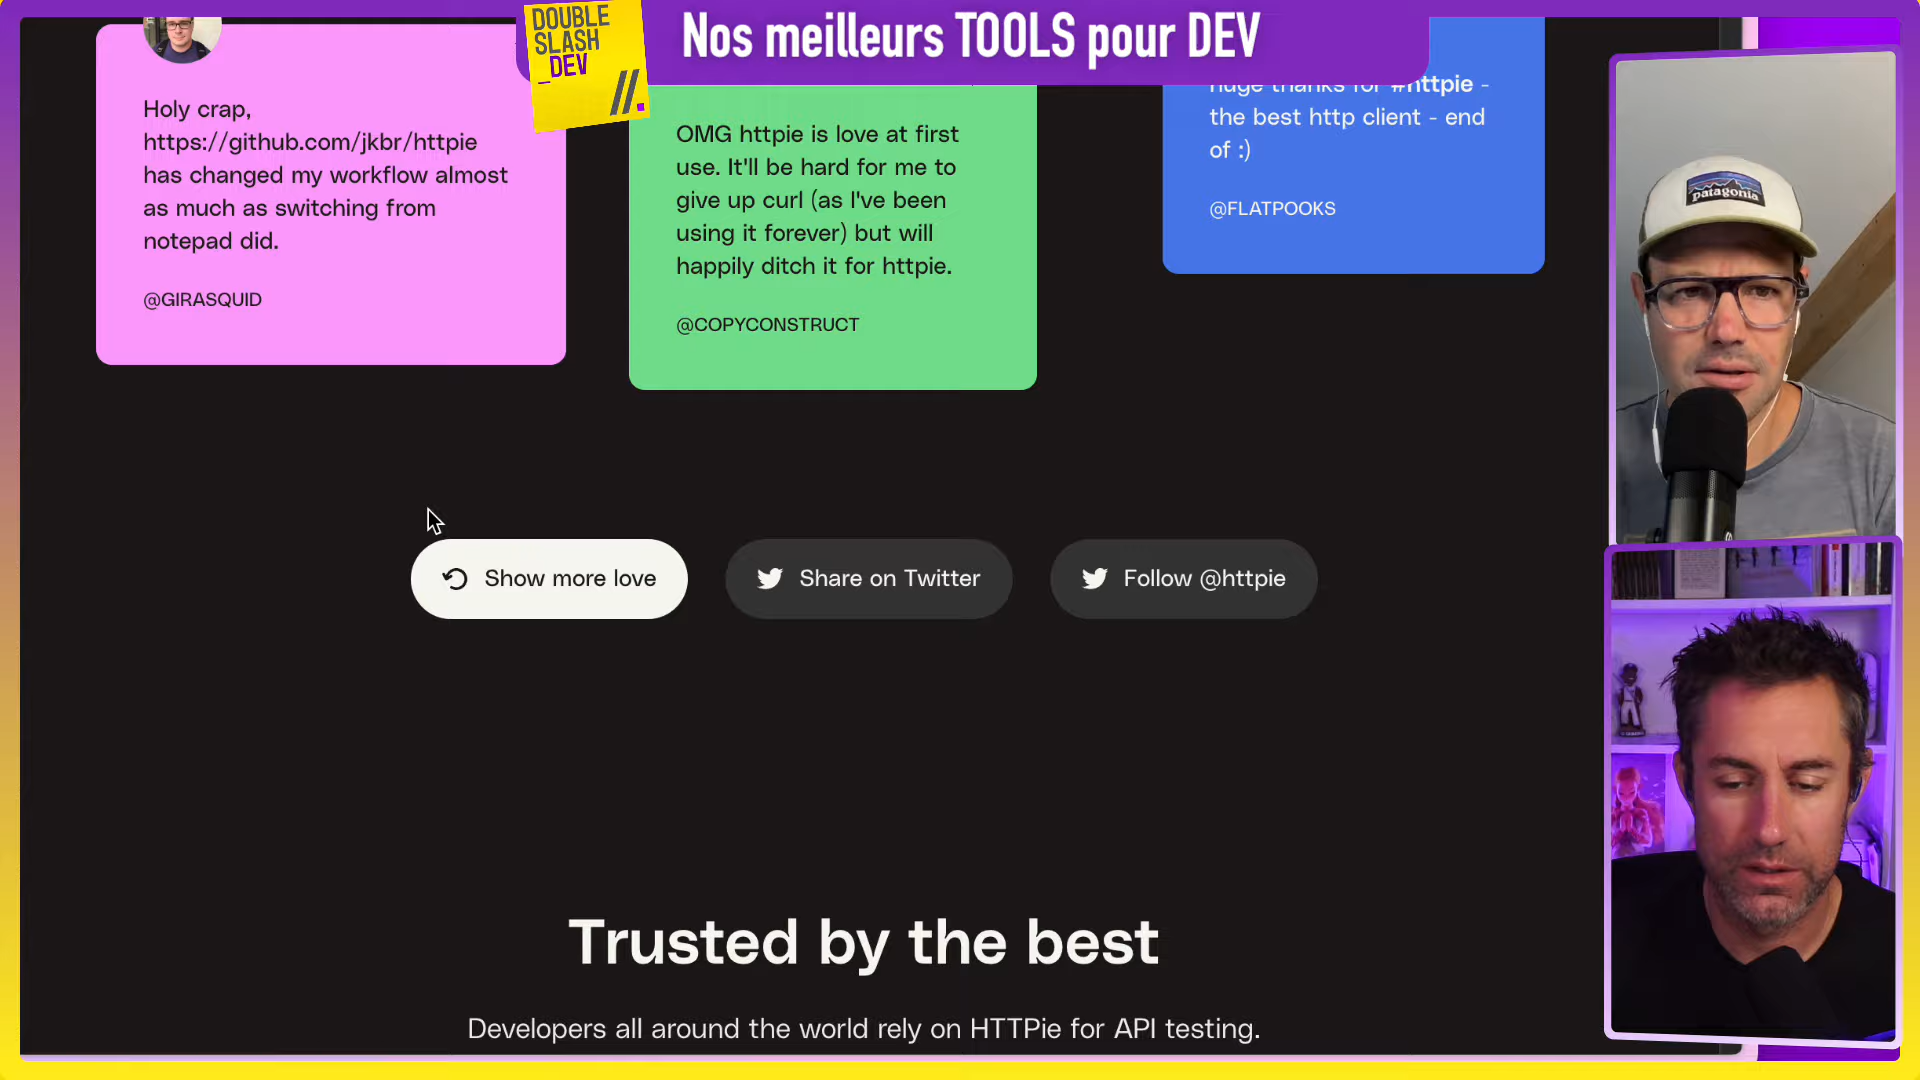 DOUBLE
SLASH
_DEV
//.
Nos meilleurs TOOLS pour DEV
Holy crap,
https://github.com/jkbr/httpie
has changed my workflow almost
as much as switching from
notepad did.
@GIRASQUID
OMG httpie is love at first
use. It'll be hard for me to
give up curl (as I've been
using it forever) but will
happily ditch it for httpie.
@COPYCONSTRUCT
huge thanks for #httpie -
the best http client - end
of :)
@FLATPOOKS
patagonia
Show more love
Share on Twitter
Follow @httpie
Trusted by the best
Developers all around the world rely on HTTPie for API testing.